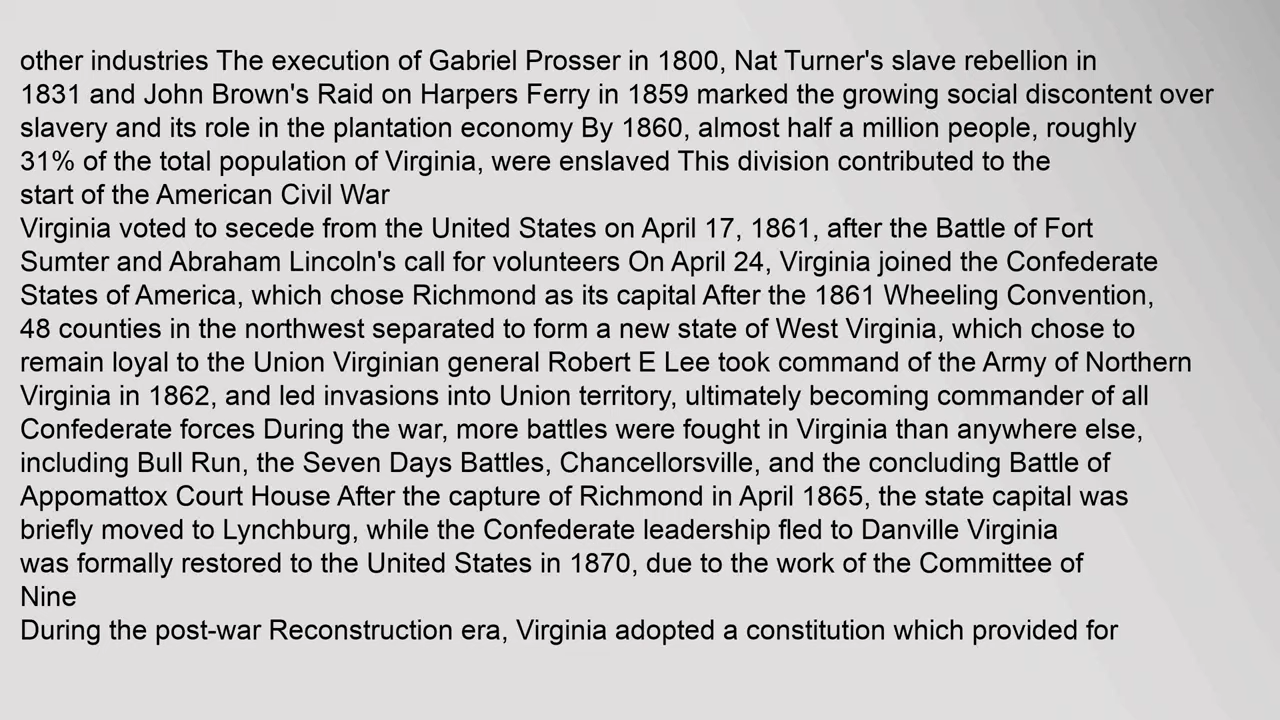 other industries The execution of Gabriel Prosser in 1800, Nat Turner's slave rebellion in
1831 and John Brown's Raid on Harpers Ferry in 1859 marked the growing social discontent over
slavery and its role in the plantation economy By 1860, almost half a million people, roughly
31% of the total population of Virginia, were enslaved This division contributed to the
start of the American Civil War
Virginia voted to secede from the United States on April 17, 1861, after the Battle of Fort
Sumter and Abraham Lincoln's call for volunteers On April 24, Virginia joined the Confederate
States of America, which chose Richmond as its capital After the 1861 Wheeling Convention,
48 counties in the northwest separated to form a new state of West Virginia, which chose to
remain loyal to the Union Virginian general Robert E Lee took command of the Army of Northern
Virginia in 1862, and led invasions into Union territory, ultimately becoming commander of all
Confederate forces During the war, more battles were fought in Virginia than anywhere else,
including Bull Run, the Seven Days Battles, Chancellorsville, and the concluding Battle of
Appomattox Court House After the capture of Richmond in April 1865, the state capital was
briefly moved to Lynchburg, while the Confederate leadership fled to Danville Virginia
was formally restored to the United States in 1870, due to the work of the Committee of
Nine
During the post-war Reconstruction era, Virginia adopted a constitution which provided for